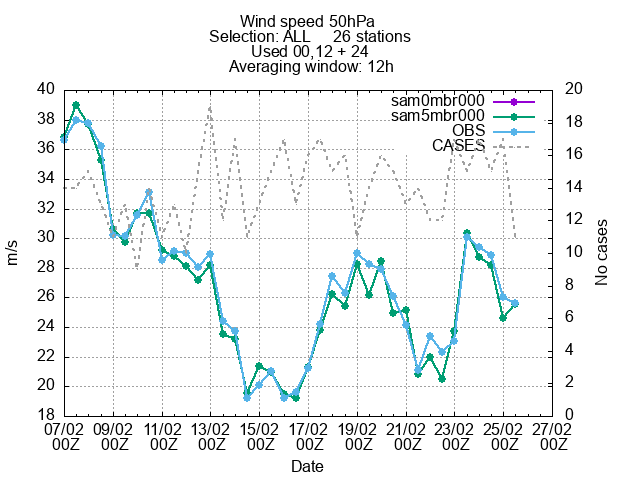 Wind speed 50hPa
Selection: ALL 26 stations
Used 00,12 + 24
Averaging window: 12h
sam0mbr000
sam5mbr000
OBS
CASES
40
38
36
34
32
30
28
26
24
22
20
18
m/s
20
18
16
14
12
10
8
6
4
2
0
No cases
07/02 09/02 11/02 13/02 15/02 17/02 19/02 21/02 23/02 25/02 27/02
00Z 00Z 00Z 00Z 00Z 00Z 00Z 00Z 00Z 00Z 00Z
Date